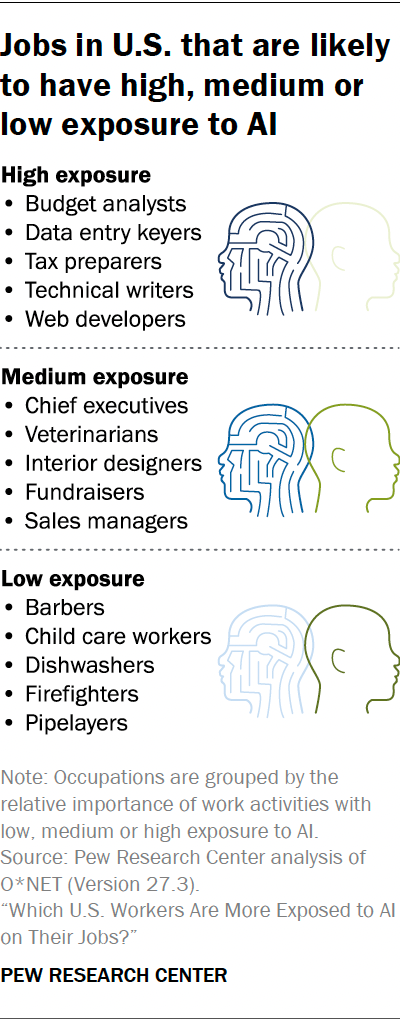 Jobs in U.S. that are likely
to have high, medium or
low exposure to AI
High exposure
• Budget analysts
• Data entry keyers
• Tax preparers
• Technical writers
• Web developers
Medium exposure
• Chief executives
• Veterinarians
• Interior designers
• Fundraisers
• Sales managers
Low exposure
• Barbers
• Child care workers
• Dishwashers
• Firefighters
• Pipelayers
Note: Occupations are grouped by the
relative importance of work activities with
low, medium or high exposure to AI.
Source: Pew Research Center analysis of
O*NET (Version 27.3).
“Which U.S. Workers Are More Exposed to AI
on Their Jobs?”
PEW RESEARCH CENTER